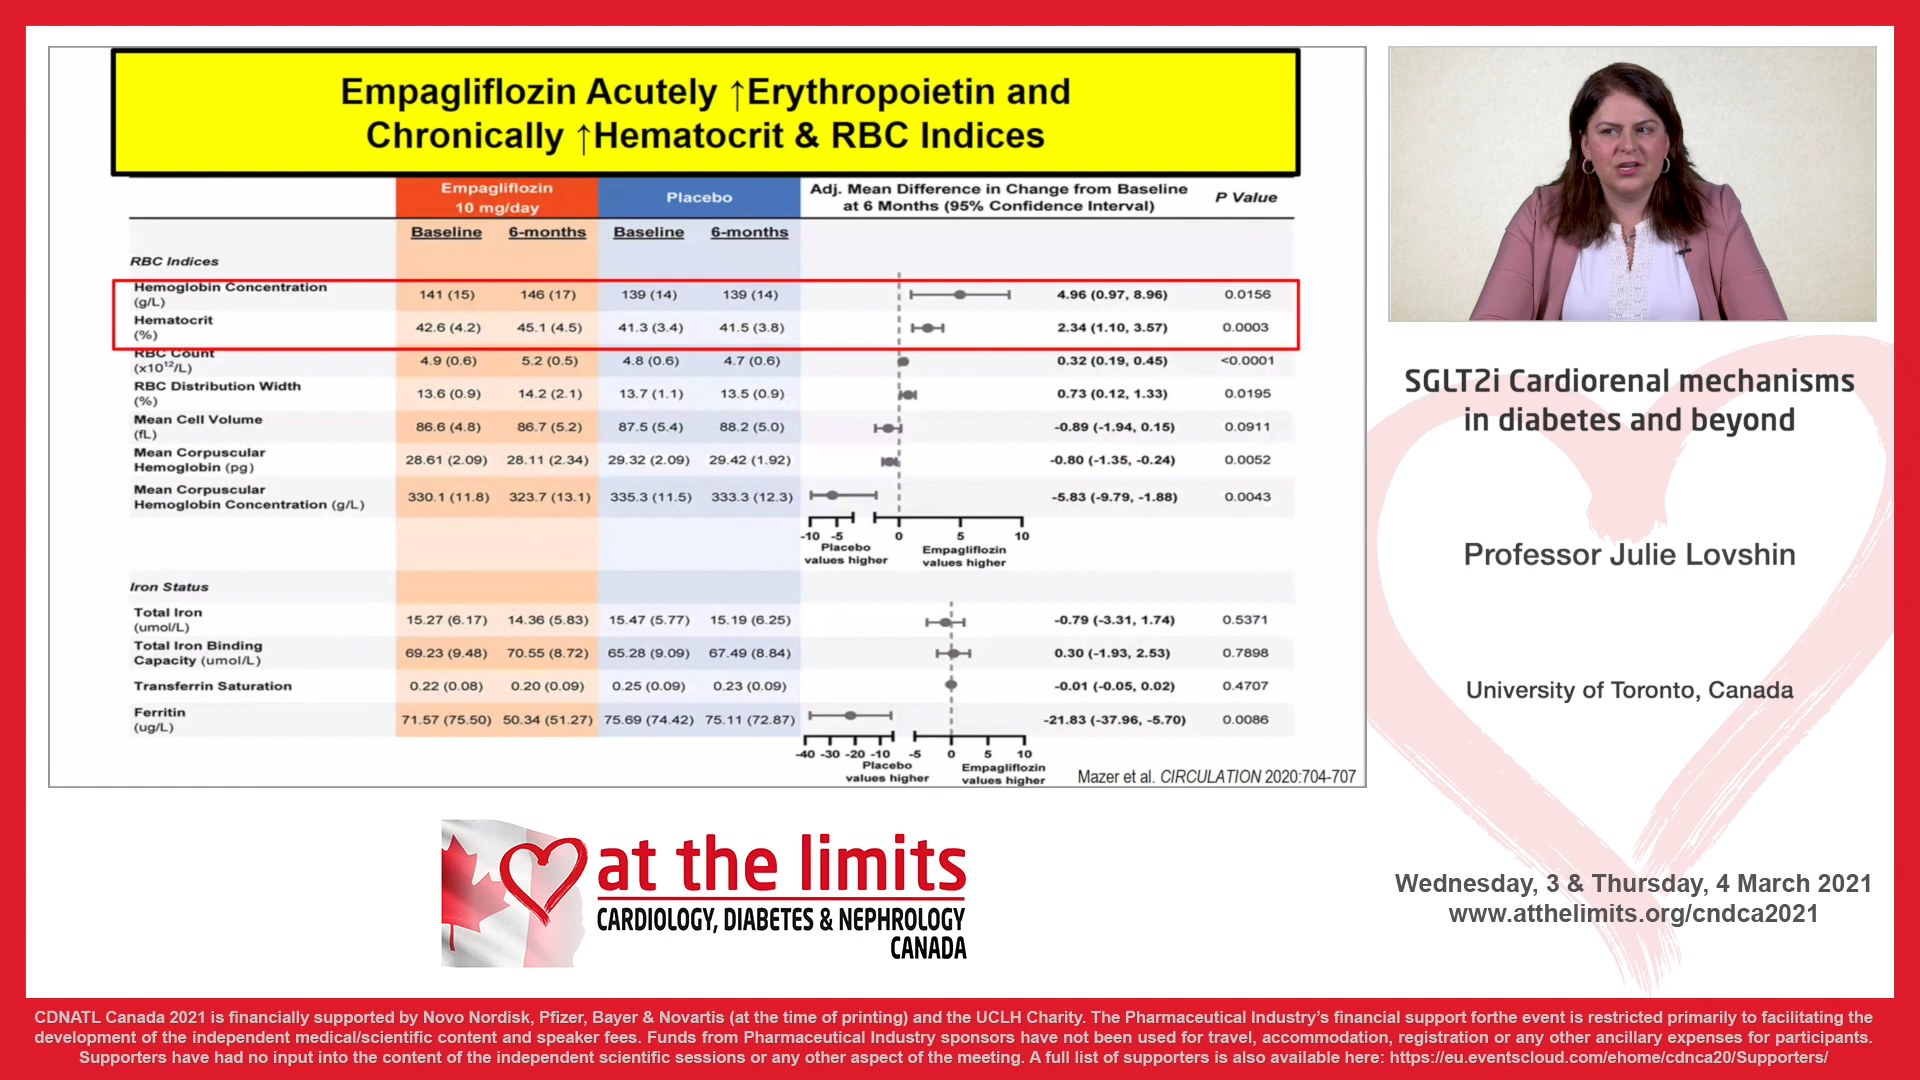 Empagliflozin Acutely ↑Erythropoietin and
Chronically ↑Hematocrit & RBC Indices
Empagliflozin
10 mg/day
Placebo
Adj. Mean Difference in Change from Baseline
at 6 Months (95% Confidence Interval)
P Value
Baseline 6-months Baseline 6-months
RBC Indices
Hemoglobin Concentration
(g/L)
141 (15) 146 (17) 139 (14) 139 (14) 4.96 (0.97, 8.96) 0.0156
Hematocrit
(%)
42.6 (4.2) 45.1 (4.5) 41.3 (3.4) 41.5 (3.8) 2.34 (1.10, 3.57) 0.0003
RBC Count
(x10¹²/L)
4.9 (0.6) 5.2 (0.5) 4.8 (0.6) 4.7 (0.6) 0.32 (0.19, 0.45) <0.0001
RBC Distribution Width
(%)
13.6 (0.9) 14.2 (2.1) 13.7 (1.1) 13.5 (0.9) 0.73 (0.12, 1.33) 0.0195
Mean Cell Volume
(fL)
86.6 (4.8) 86.7 (5.2) 87.5 (5.4) 88.2 (5.0) -0.89 (-1.94, 0.15) 0.0911
Mean Corpuscular
Hemoglobin (pg)
28.61 (2.09) 28.11 (2.34) 29.32 (2.09) 29.42 (1.92) -0.80 (-1.35, -0.24) 0.0052
Mean Corpuscular
Hemoglobin Concentration (g/L)
330.1 (11.8) 323.7 (13.1) 335.3 (11.5) 333.3 (12.3) -5.83 (-9.79, -1.88) 0.0043
-10 -5 0 5 10
Placebo
values higher
Empagliflozin
values higher
Iron Status
Total Iron
(umol/L)
15.27 (6.17) 14.36 (5.83) 15.47 (5.77) 15.19 (6.25) -0.79 (-3.31, 1.74) 0.5371
Total Iron Binding
Capacity (umol/L)
69.23 (9.48) 70.55 (8.72) 65.28 (9.09) 67.49 (8.84) 0.30 (-1.93, 2.53) 0.7898
Transferrin Saturation 0.22 (0.08) 0.20 (0.09) 0.25 (0.09) 0.23 (0.09) -0.01 (-0.05, 0.02) 0.4707
Ferritin
(ug/L)
71.57 (75.50) 50.34 (51.27) 75.69 (74.42) 75.11 (72.87) -21.83 (-37.96, -5.70) 0.0086
-40 -30 -20 -10 -5 0 5 10
Placebo
values higher
Empagliflozin
values higher
Mazer et al. CIRCULATION 2020:704-707
SGLT2i Cardiorenal mechanisms
in diabetes and beyond
Professor Julie Lovshin
University of Toronto, Canada
Wednesday, 3 & Thursday, 4 March 2021
www.atthelimits.org/cndca2021
at the limits
CARDIOLOGY, DIABETES & NEPHROLOGY
CANADA
CDNATL Canada 2021 is financially supported by Novo Nordisk, Pfizer, Bayer & Novartis (at the time of printing) and the UCLH Charity. The Pharmaceutical Industry's financial support forthe event is restricted primarily to facilitating the
development of the independent medical/scientific content and speaker fees. Funds from Pharmaceutical Industry sponsors have not been used for travel, accommodation, registration or any other ancillary expenses for participants.
Supporters have had no input into the content of the independent scientific sessions or any other aspect of the meeting. A full list of supporters is also available here: https://eu.eventscloud.com/ehome/cdnca20/Supporters/